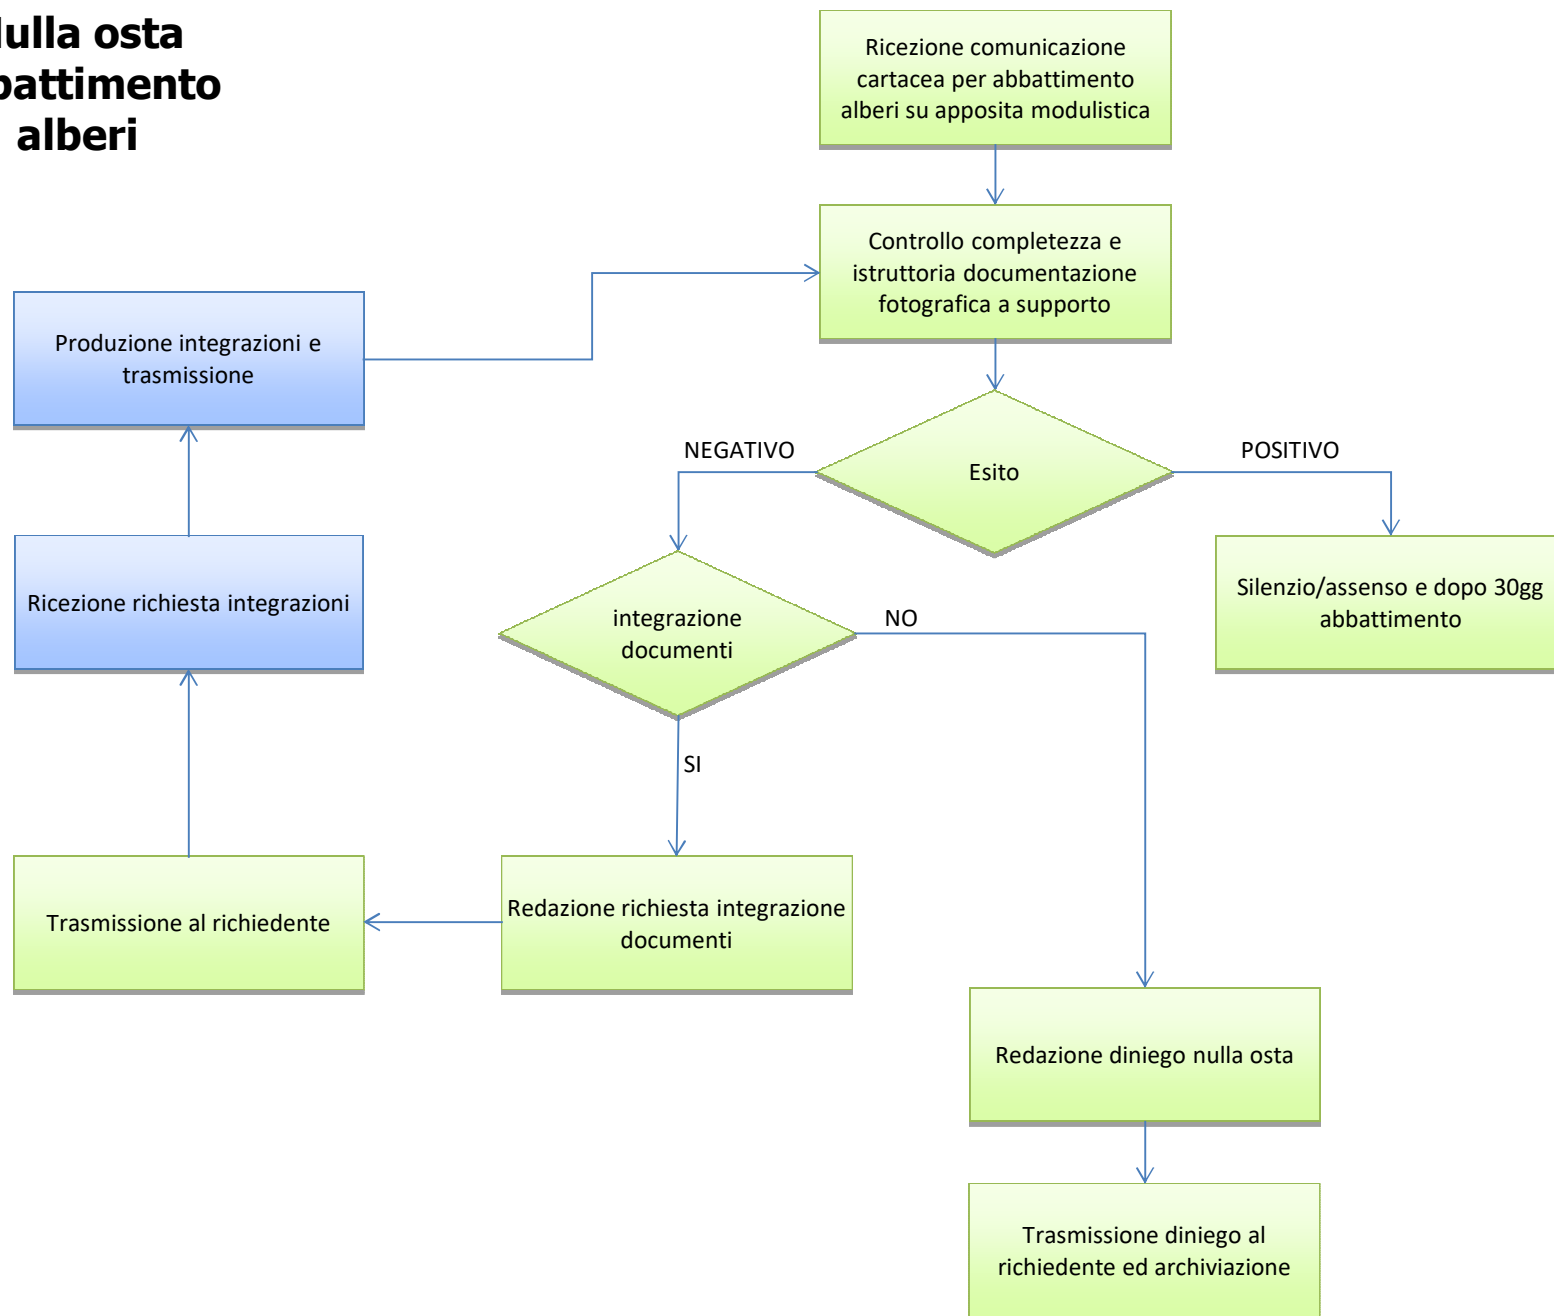 ulla osta
battimento
alberi
Ricezione comunicazione
cartacea per abbattimento
alberi su apposita modulistica
Controllo completezza e
istruttoria documentazione
fotografica a supporto
Produzione integrazioni e
trasmissione
NEGATIVO
POSITIVO
Esito
Ricezione richiesta integrazioni
integrazione
documenti
NO
Silenzio/assenso e dopo 30gg
abbattimento
SI
Trasmissione al richiedente
Redazione richiesta integrazione
documenti
Redazione diniego nulla osta
Trasmissione diniego al
richiedente ed archiviazione